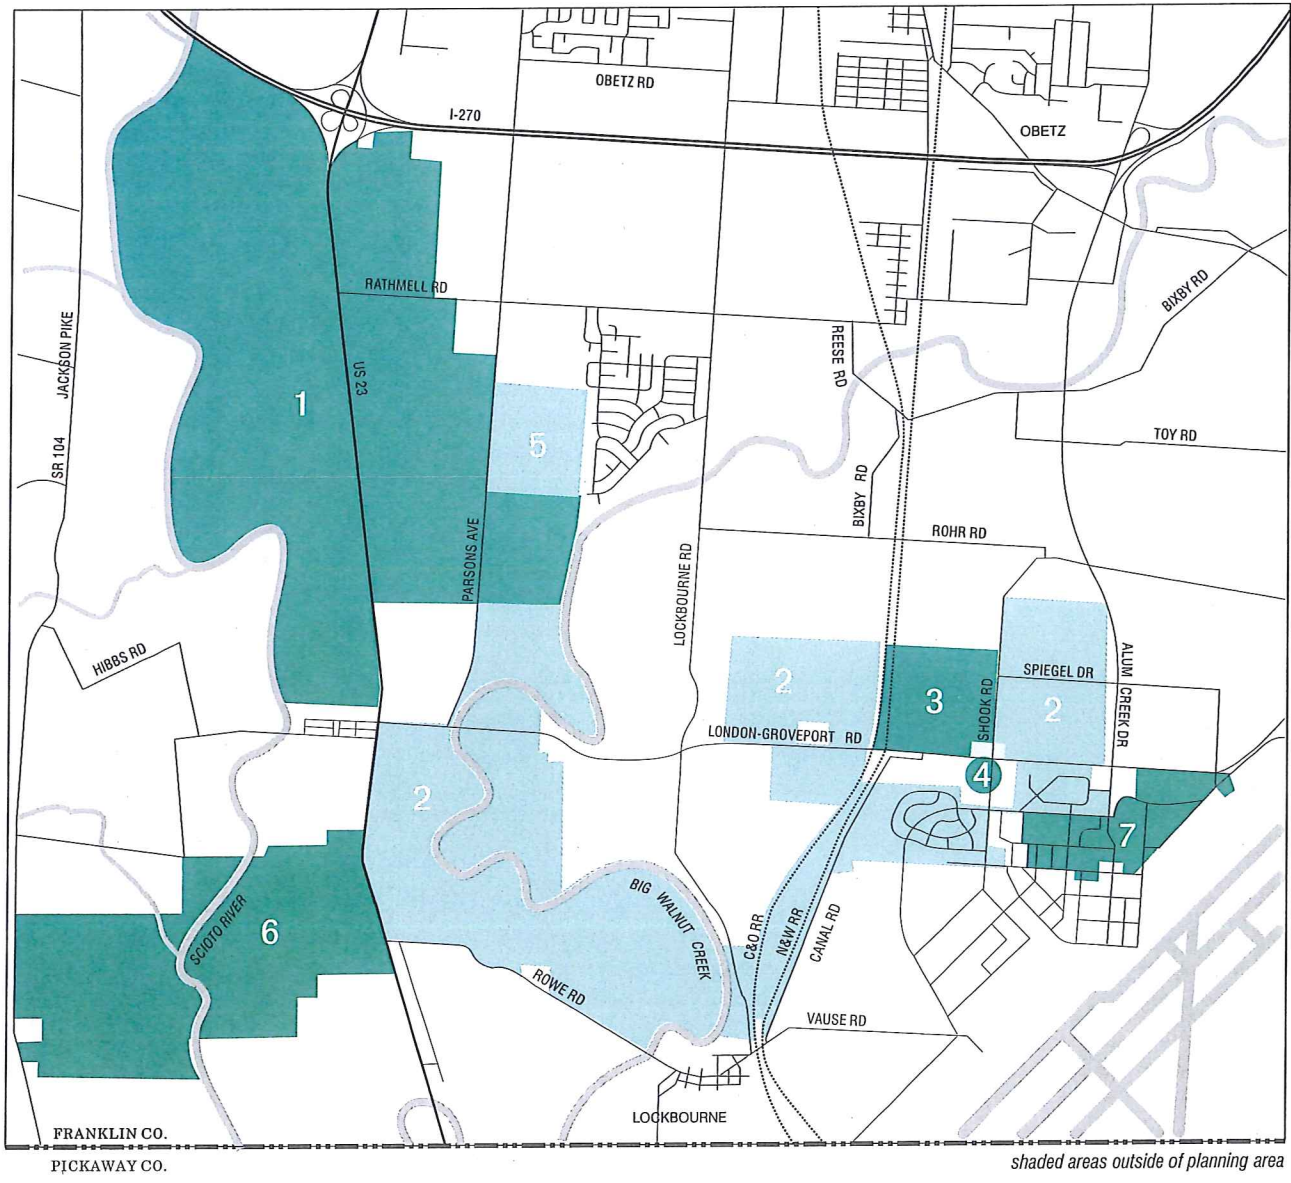 OBETZ RD
I-270
OBETZ
RATHMELL RD
BIXBY RD
SR 104 JACKSON PIKE
US 23
REESE RD
1
5
TOY RD
BIXBY RD
PARSONS AVE
ROHR RD
LOCKBOURNE RD
HIBBS RD
SPIEGEL DR
ALUM CREEK DR
2
3
SHOOK RD
2
LONDON-GROVEPORT RD
4
2
7
SCIOTO RIVER
6
BIG WALNUT CREEK
C&O RR
N&W RR
CANAL RD
ROWE RD
VAUSE RD
LOCKBOURNE
FRANKLIN CO.
PICKAWAY CO.
shaded areas outside of planning area